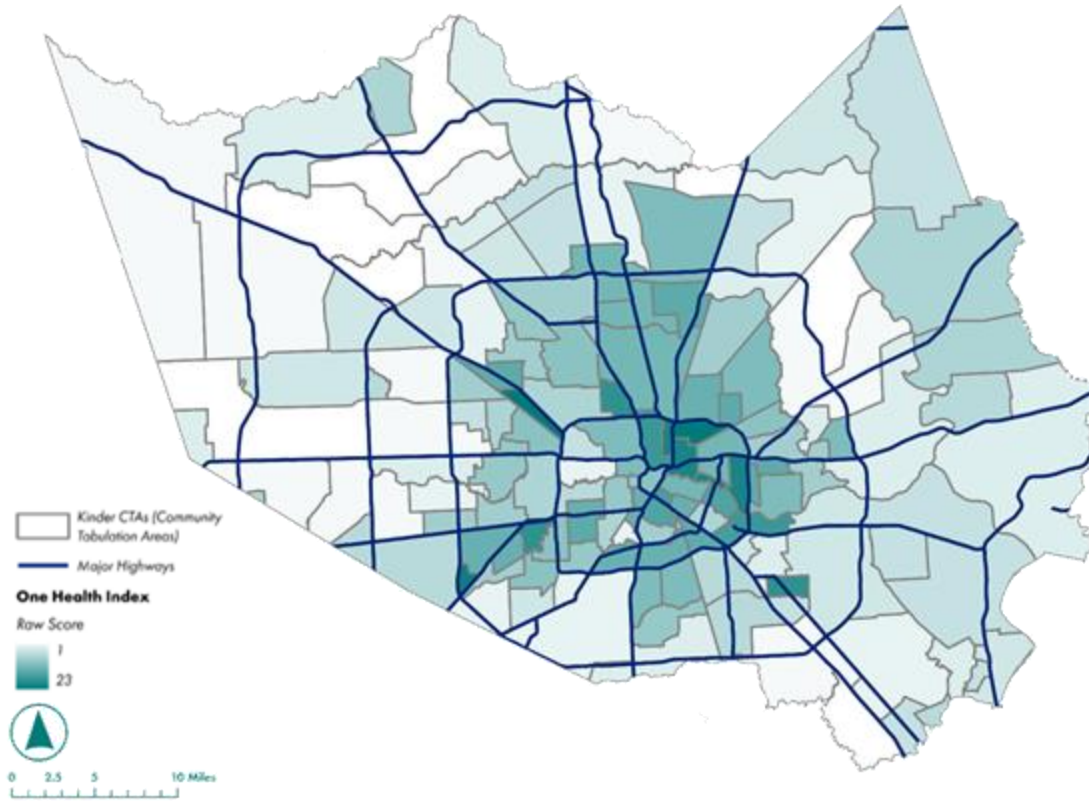 Kinder CTAs (Community
Tabulation Areas)
Major Highways
One Health Index
Raw Score
1
23
0 2.5 5 10 Miles